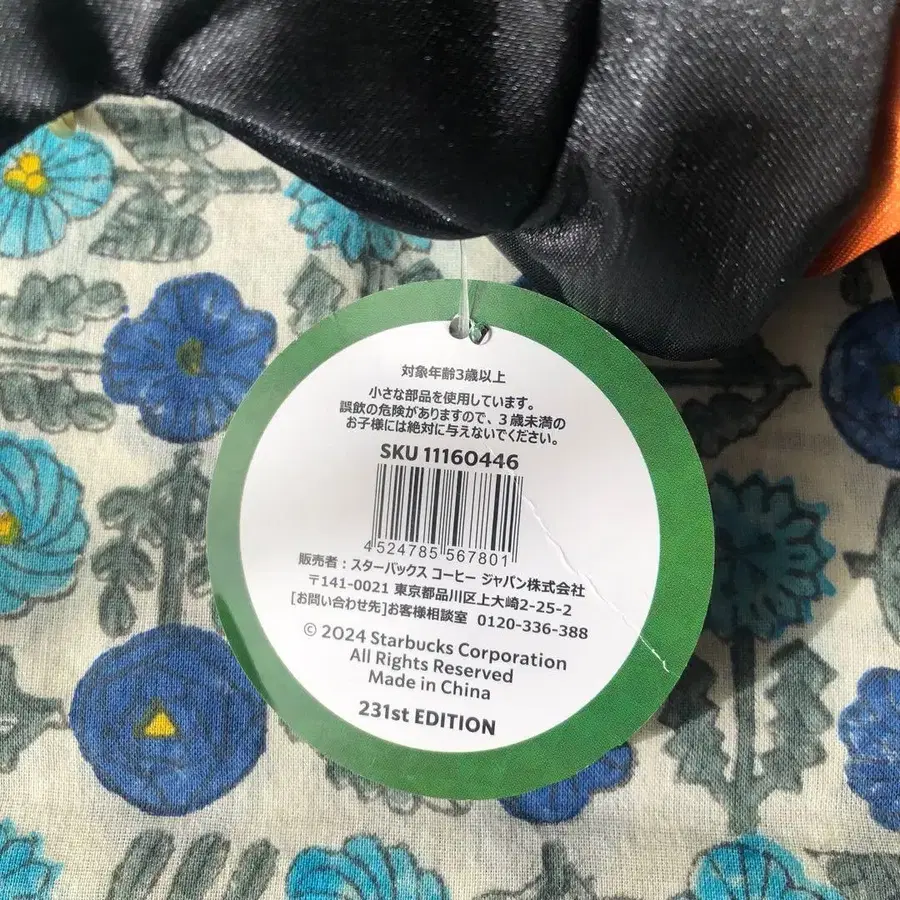 対象年齢3歳以上
小さな部品を使用しています。
誤飲の危険がありますので、3歳未満の
お子様には絶対に与えないでください。
SKU 11160446
4 524785 567801
販売者：スターバックス コーヒー ジャパン株式会社
〒141-0021 東京都品川区上大崎2-25-2
[お問い合わせ先]お客様相談室 0120-336-388
© 2024 Starbucks Corporation
All Rights Reserved
Made in China
231st EDITION